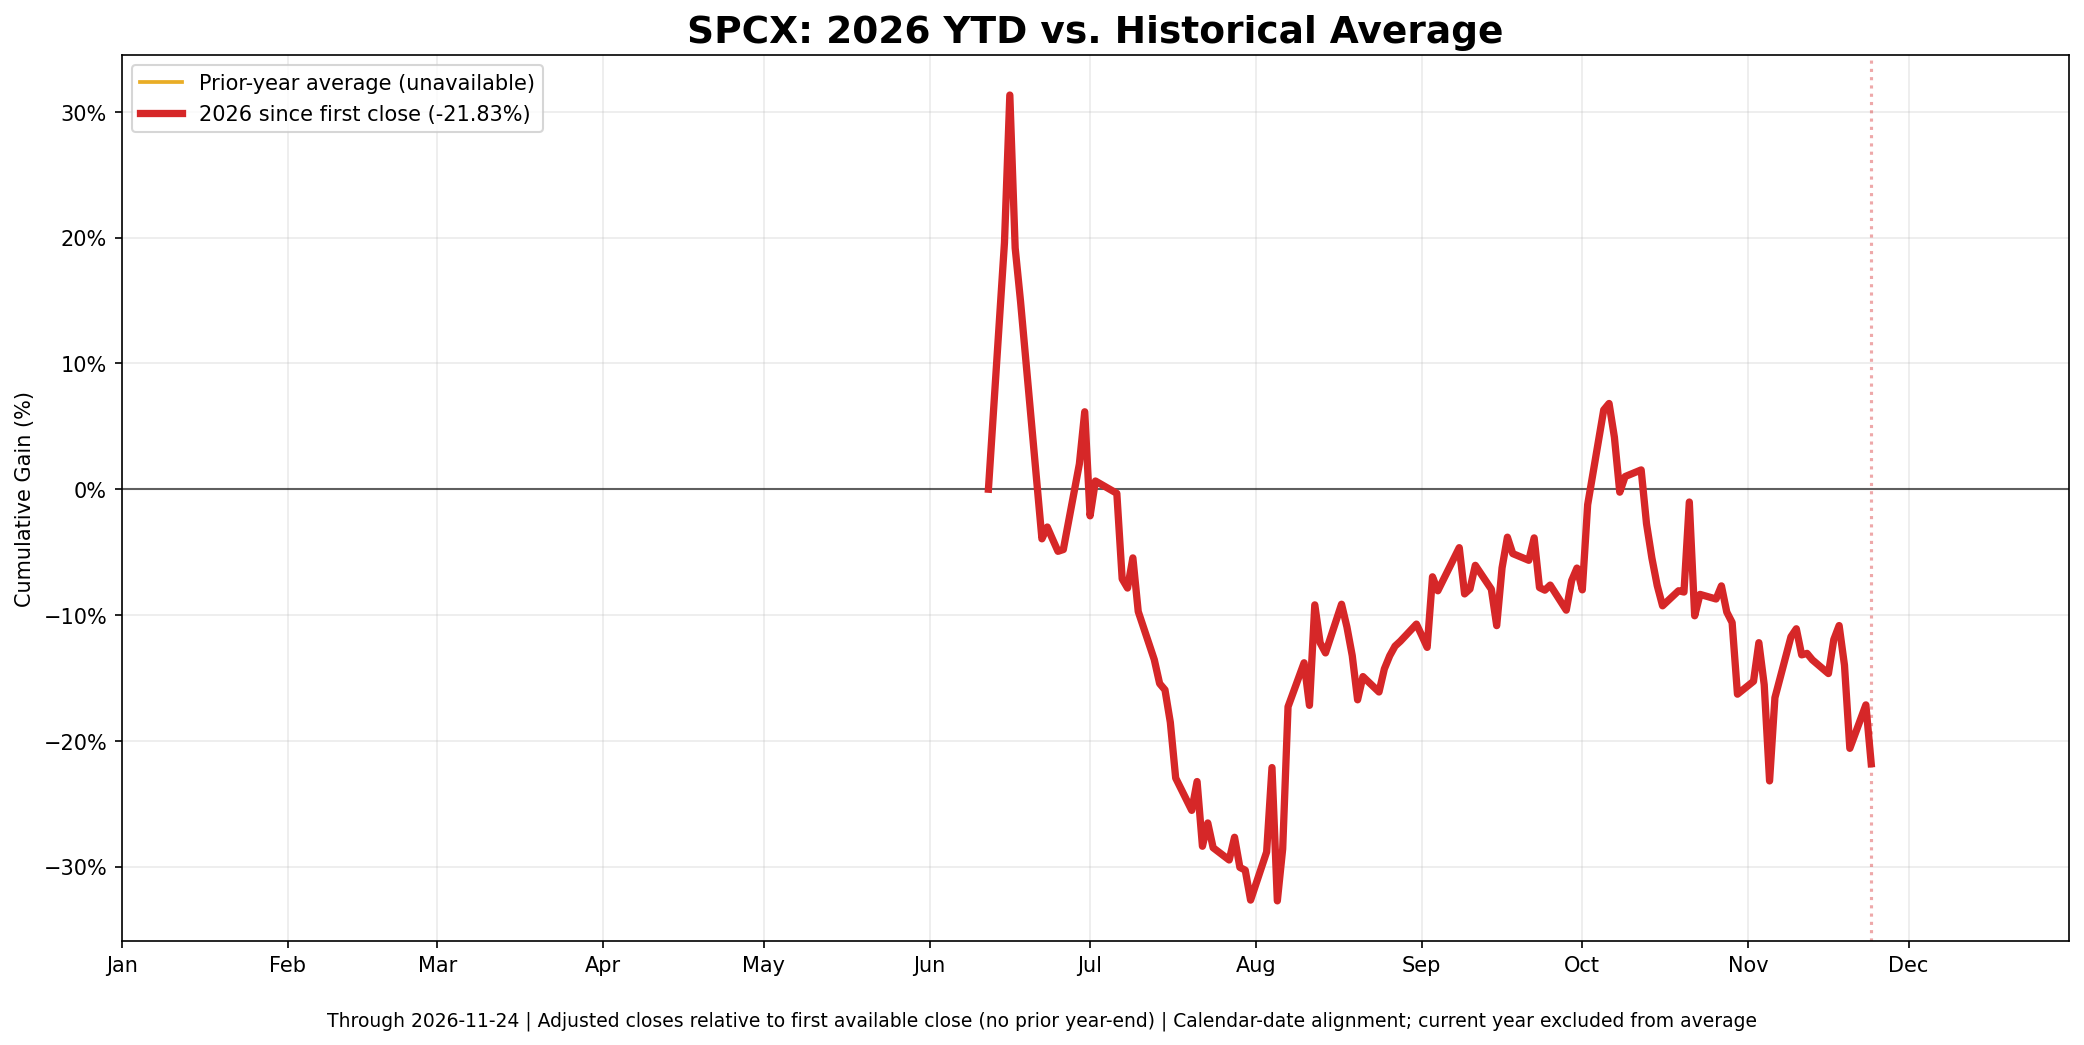 SPCX: 2026 YTD vs. Historical Average
Prior-year average (unavailable)
2026 since first close (-21.83%)
Cumulative Gain (%)
30%
20%
10%
0%
−10%
−20%
−30%
Jan Feb Mar Apr May Jun Jul Aug Sep Oct Nov Dec
Through 2026-11-24 | Adjusted closes relative to first available close (no prior year-end) | Calendar-date alignment; current year excluded from average